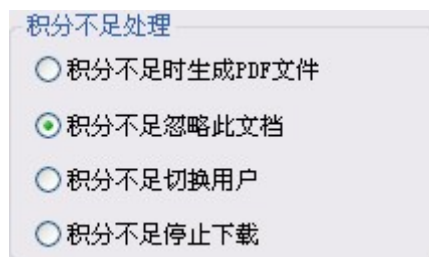 积分不足处理
积分不足时生成PDF文件
积分不足忽略此文档
积分不足切换用户
积分不足停止下载